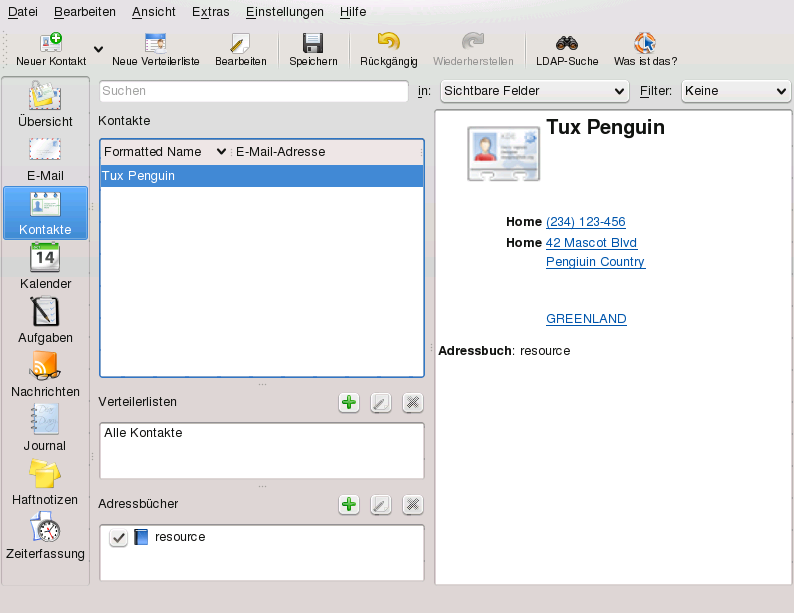 Datei Bearbeiten Ansicht Extras Einstellungen Hilfe
Neuer Kontakt Neue Verteilerliste Bearbeiten Speichern Rückgängig Wiederherstellen LDAP-Suche Was ist das?
Suchen in: Sichtbare Felder Filter: Keine
Übersicht
E-Mail
Kontakte
14
Kalender
Aufgaben
Nachrichten
Journal
Haftnotizen
Zeiterfassung
Kontakte
Formatted Name E-Mail-Adresse
Tux Penguin
Verteilerlisten
Alle Kontakte
Adressbücher
resource
Tux Penguin
Home (234) 123-456
Home 42 Mascot Blvd
Pengiuin Country
GREENLAND
Adressbuch: resource